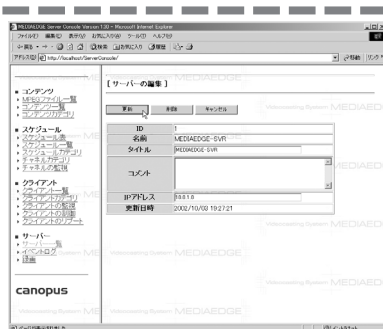 MEDIAEDGE Server Console Version 1.30 - Microsoft Internet Explorer
ファイル(F) 編集(E) 表示(V) お気に入り(A) ツール(T) ヘルプ(H)
戻る 検索 お気に入り 履歴
アドレス(D) http://localhost/ServerConsole/ 移動 リンク
[ サーバーの編集 ]
■ コンテンツ
MPEGファイル一覧
コンテンツ一覧
コンテンツカテゴリ
■ スケジュール
スケジュール表
スケジュール一覧
スケジュールカテゴリ
チャネルカテゴリ
チャネルの監視
■ クライアント
クライアント一覧
クライアントカテゴリ
クライアントの監視
クライアントの制御
クライアントのリブート
■ サーバー
サーバー一覧
イベントログ
録画
canopus
更新 削除 キャンセル
ID 1
名前 MEDIAEDGE-SVR
タイトル MEDIAEDGE-SVR
コメント
IPアドレス 10.0.1.0
更新日時 2002/10/08 19:27:21
ページが表示されました
イントラネット